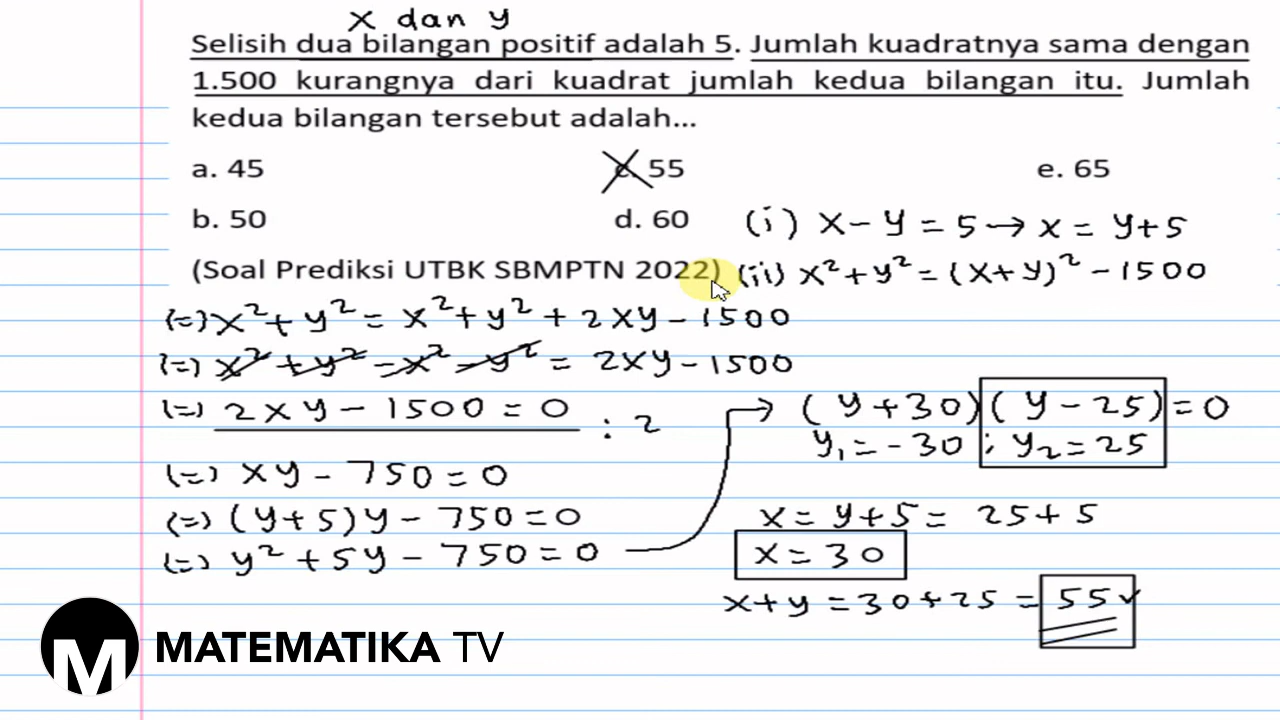 x dan y
Selisih dua bilangan positif adalah 5. Jumlah kuadratnya sama dengan
1.500 kurangnya dari kuadrat jumlah kedua bilangan itu. Jumlah
kedua bilangan tersebut adalah...
a. 45
c. 55
e. 65
b. 50
d. 60
(i) x - y = 5 → x = y+5
(Soal Prediksi UTBK SBMPTN 2022)
(ii) x² + y² = (x+y)² - 1500
(=) x² + y² = x² + y² + 2xy - 1500
(=) x² + y² - x² - y² = 2xy - 1500
(=) 2xy - 1500 = 0 : 2
(=) xy - 750 = 0
(=) (y+5)y - 750 = 0
(=) y² + 5y - 750 = 0
→ (y+30)(y-25) = 0
y₁ = -30 ; y₂ = 25
x = y+5 = 25+5
x = 30
x+y = 30+25 = 55 ✓
M MATEMATIKA TV